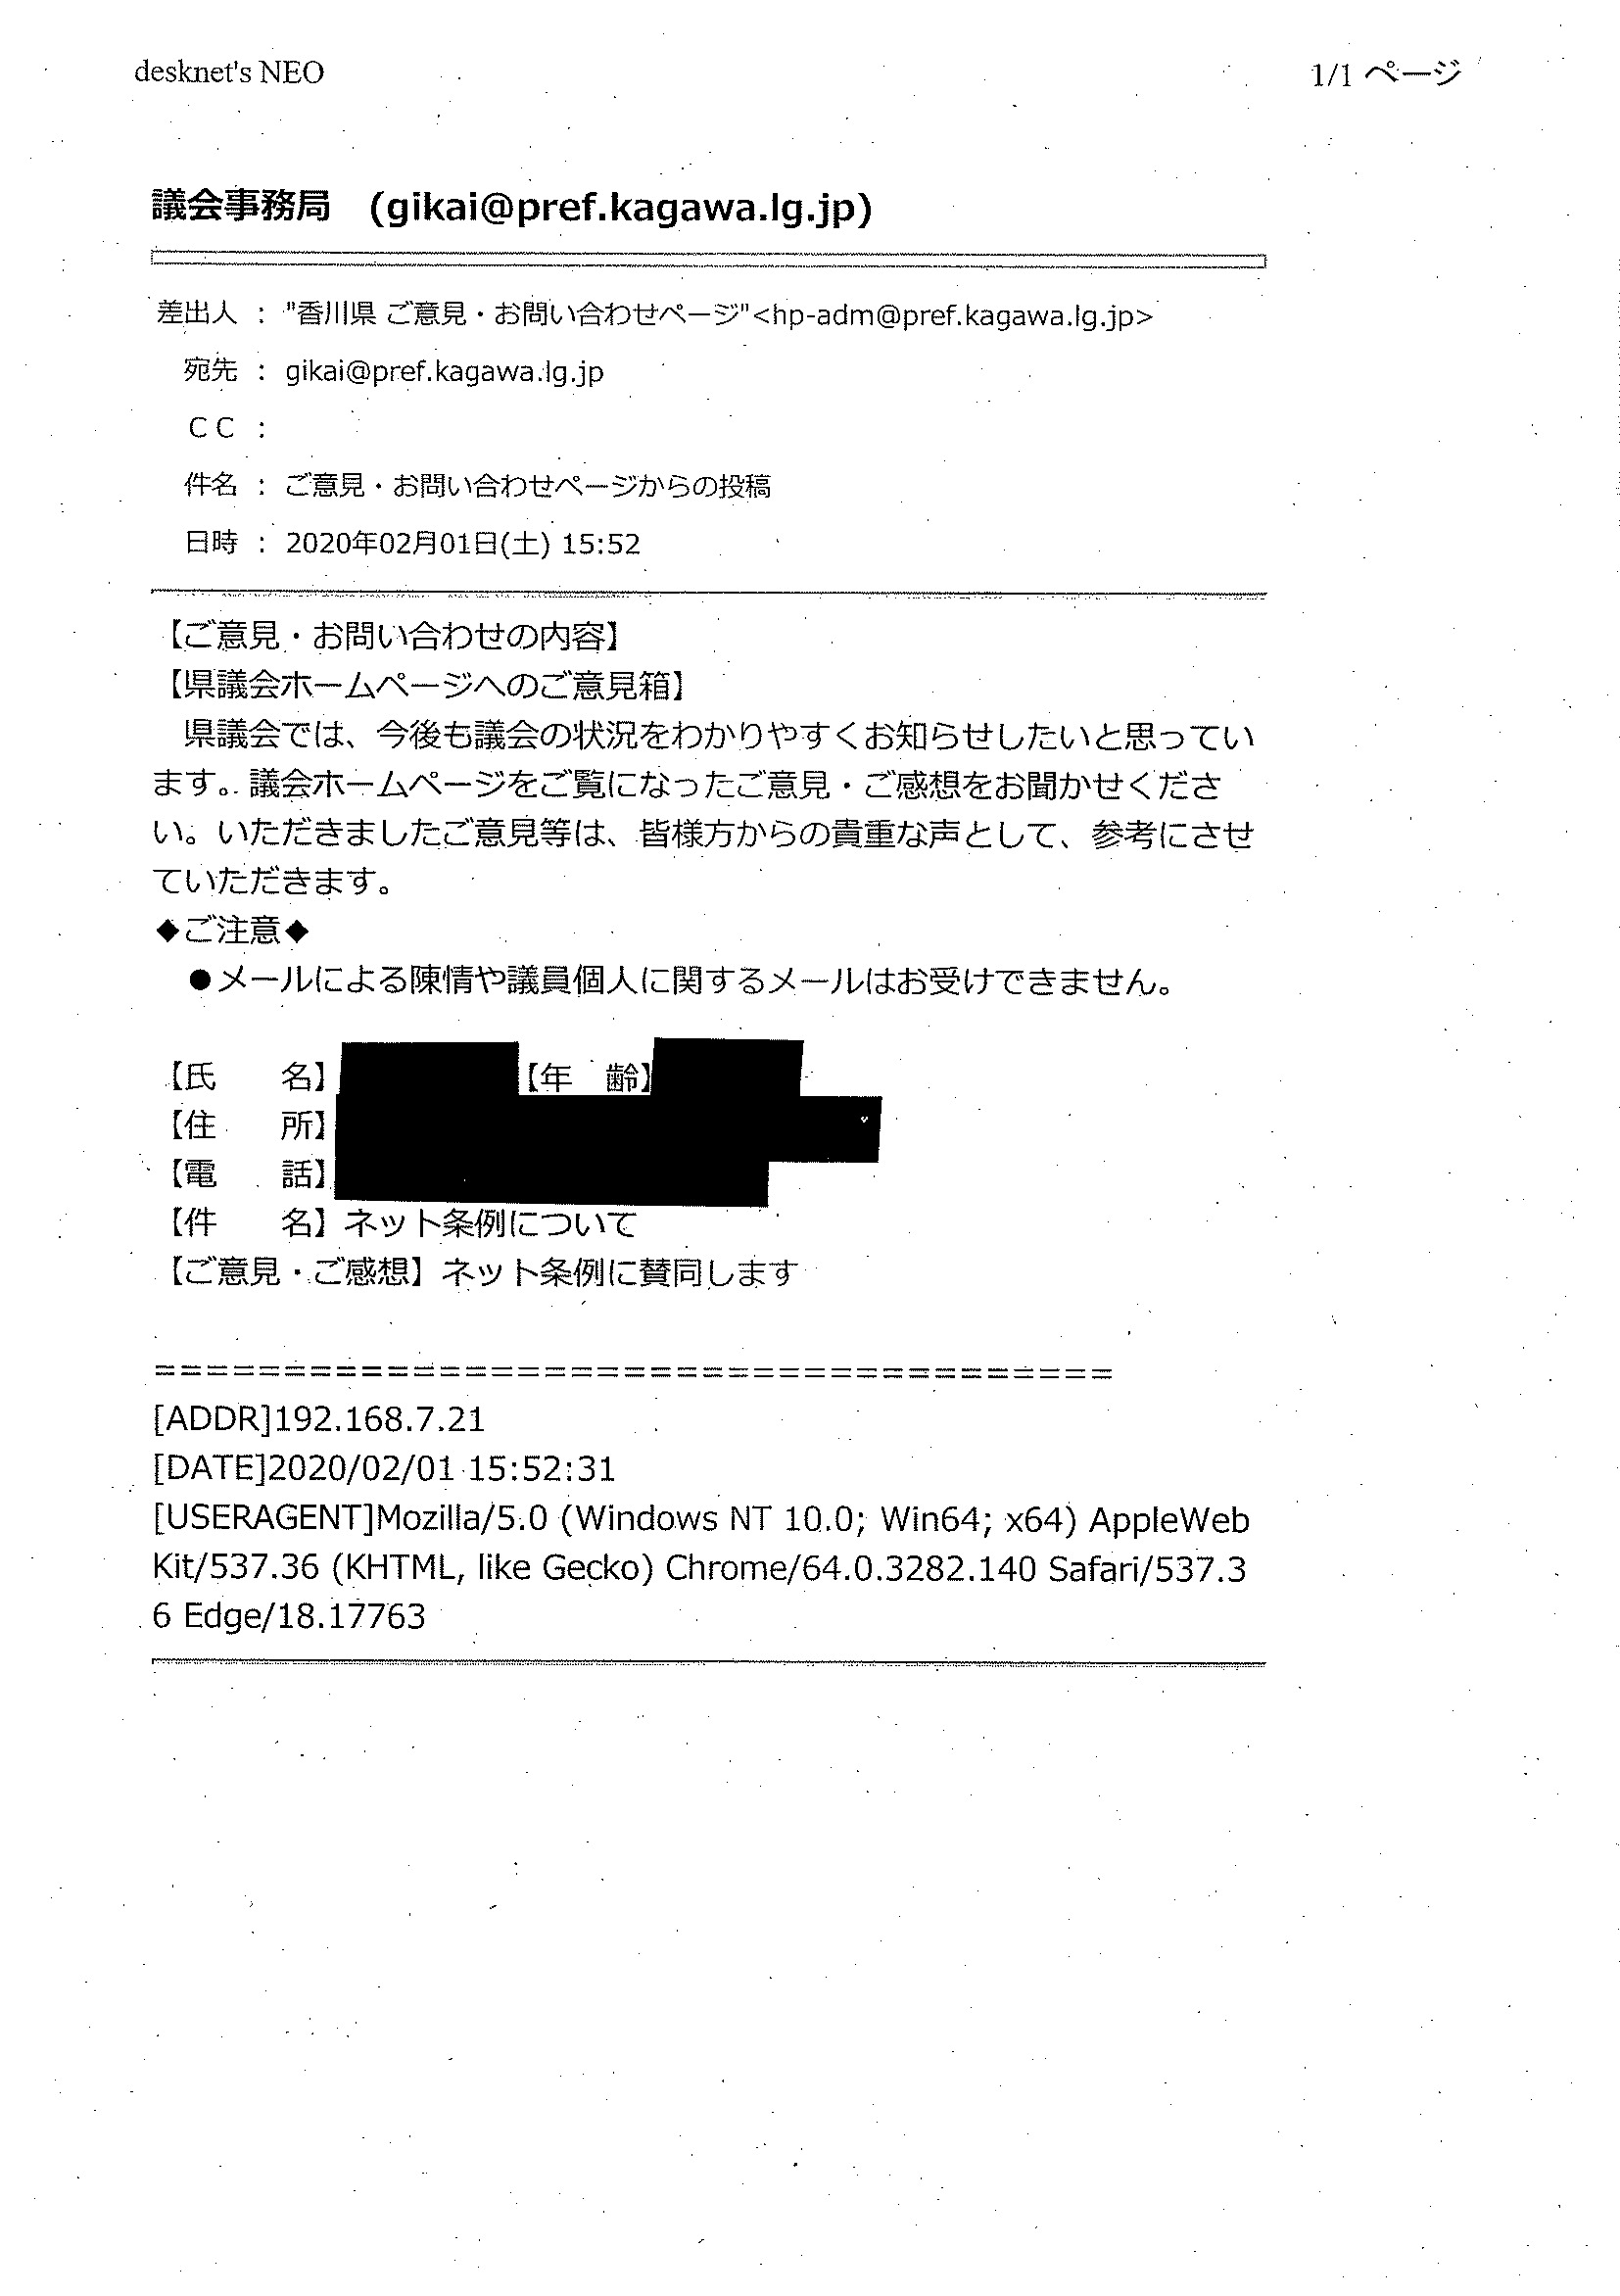 desknet's NEO
1/1 ページ
議会事務局　(gikai@pref.kagawa.lg.jp)
差出人 ： "香川県 ご意見・お問い合わせページ"<hp-adm@pref.kagawa.lg.jp>
宛先 ： gikai@pref.kagawa.lg.jp
ＣＣ ：
件名 ： ご意見・お問い合わせページからの投稿
日時 ： 2020年02月01日(土) 15:52
【ご意見・お問い合わせの内容】
【県議会ホームページへのご意見箱】
　県議会では、今後も議会の状況をわかりやすくお知らせしたいと思ってい
ます。議会ホームページをご覧になったご意見・ご感想をお聞かせくださ
い。いただきましたご意見等は、皆様方からの貴重な声として、参考にさせ
ていただきます。
◆ご注意◆
　●メールによる陳情や議員個人に関するメールはお受けできません。
【氏　　名】 【年　齢】
【住　　所】
【電　　話】
【件　　名】ネット条例について
【ご意見・ご感想】ネット条例に賛同します
=====================================
[ADDR]192.168.7.21
[DATE]2020/02/01 15:52:31
[USERAGENT]Mozilla/5.0 (Windows NT 10.0; Win64; x64) AppleWeb
Kit/537.36 (KHTML, like Gecko) Chrome/64.0.3282.140 Safari/537.3
6 Edge/18.17763